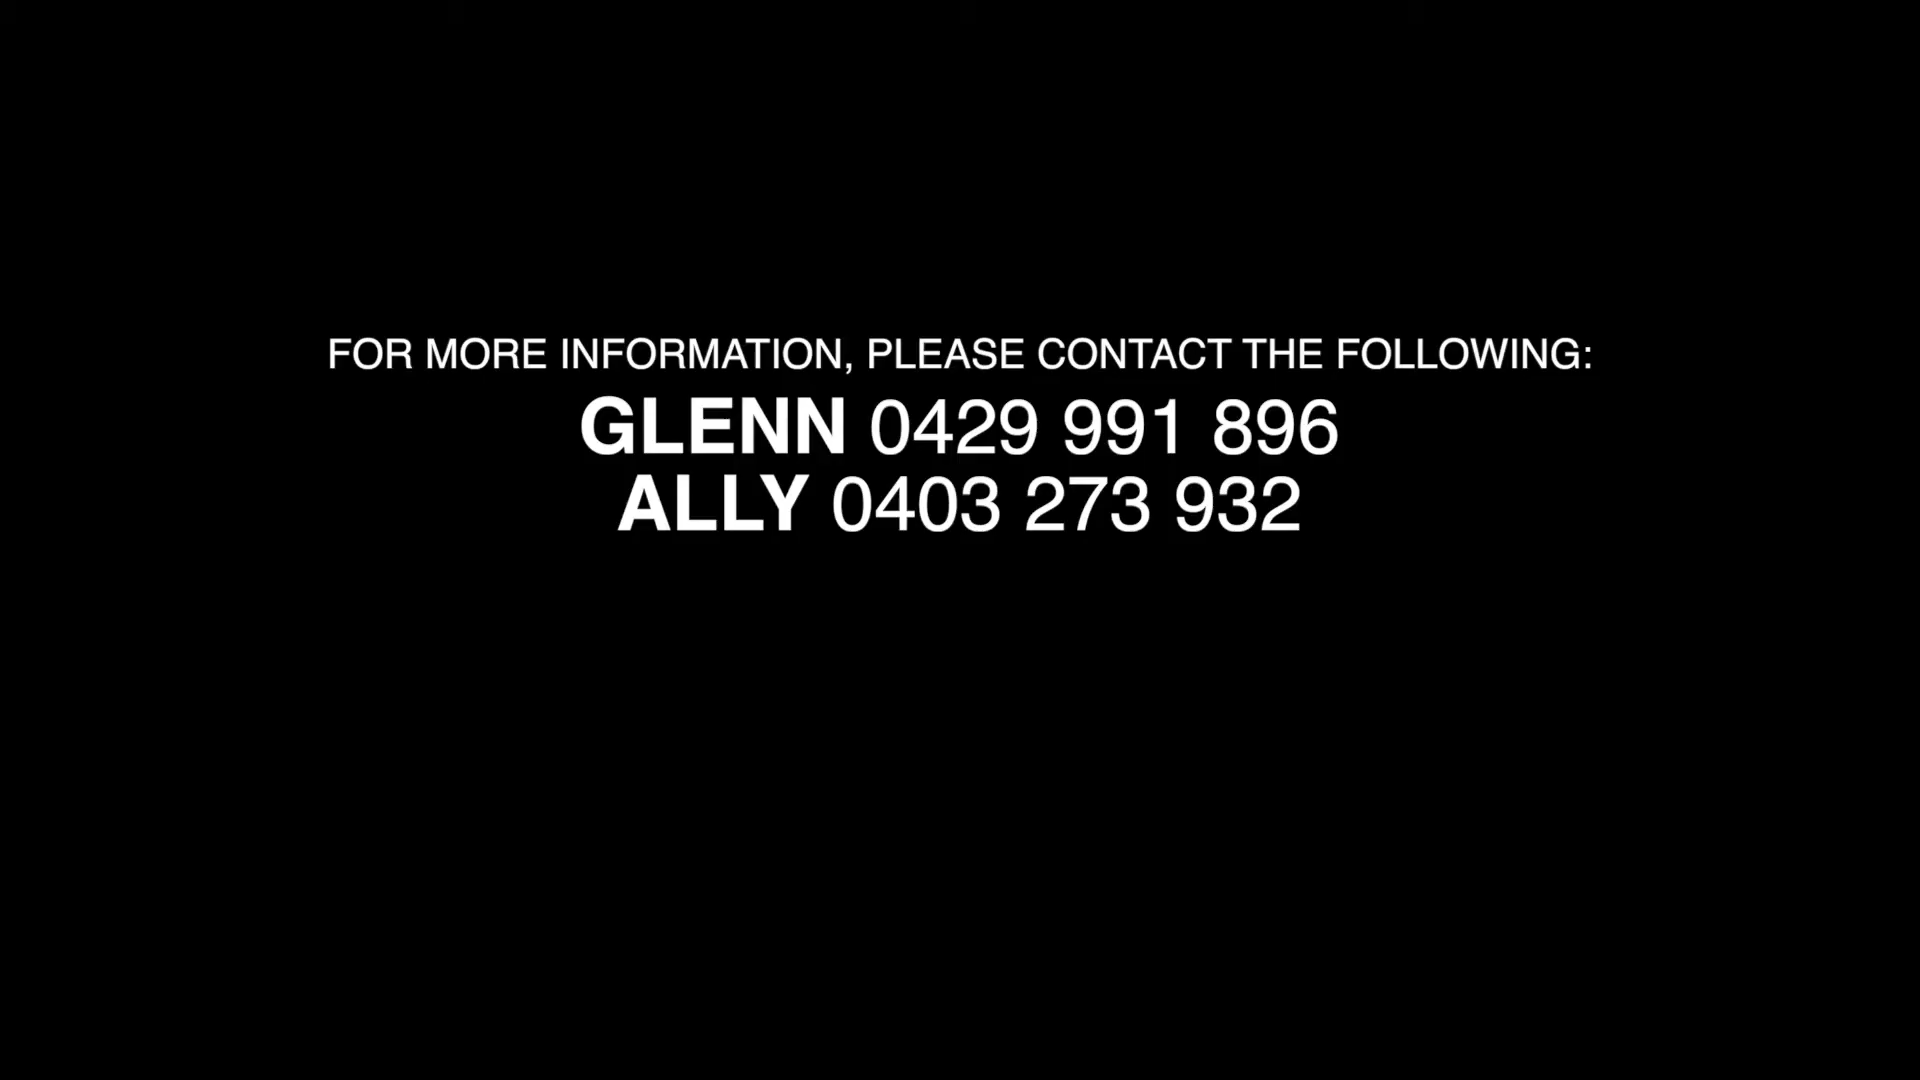 FOR MORE INFORMATION, PLEASE CONTACT THE FOLLOWING:
GLENN 0429 991 896
ALLY 0403 273 932